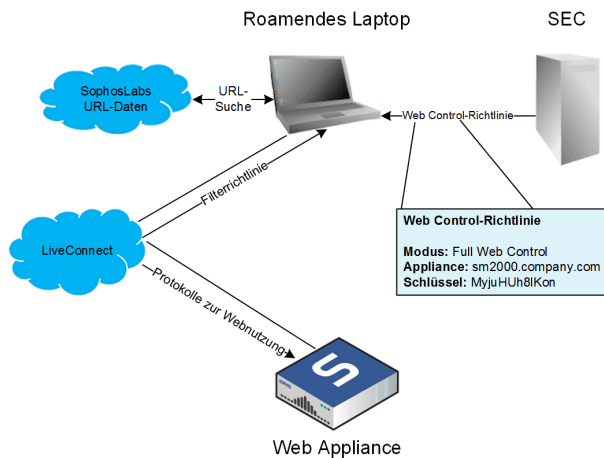 Roamendes Laptop
SEC
SophosLabs
URL-Daten
URL-
Suche
Web Control-Richtlinie
Filterrichtlinie
Web Control-Richtlinie
Modus: Full Web Control
Appliance: sm2000.company.com
Schlüssel: MyjuHUh8IKon
LiveConnect
Protokolle zur Webnutzung
S
Web Appliance